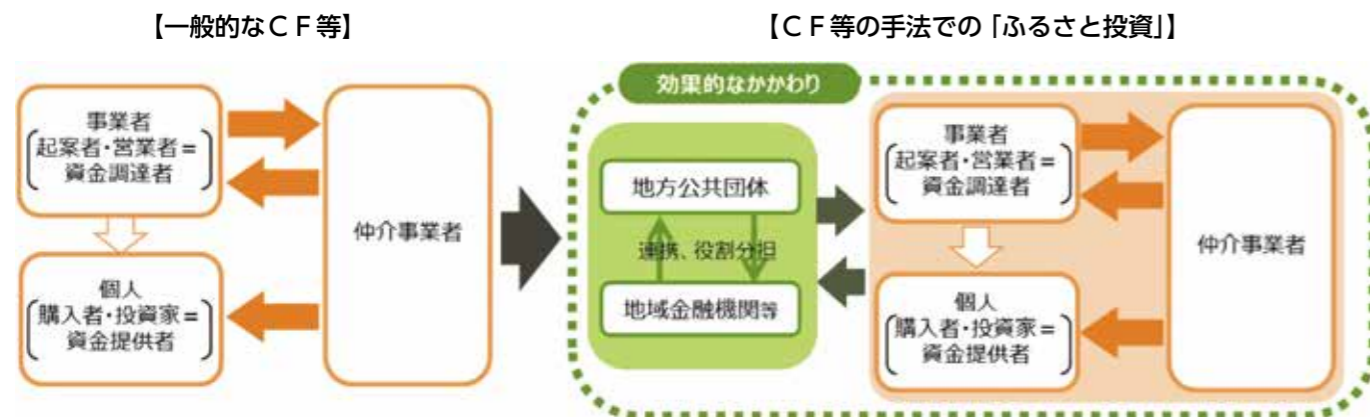 【一般的なＣＦ等】
事業者
起案者・営業者＝
資金調達者
仲介事業者
個人
購入者・投資家＝
資金提供者
【ＣＦ等の手法での「ふるさと投資」】
効果的なかかわり
地方公共団体
連携、役割分担
地域金融機関等
事業者
起案者・営業者＝
資金調達者
仲介事業者
個人
購入者・投資家＝
資金提供者